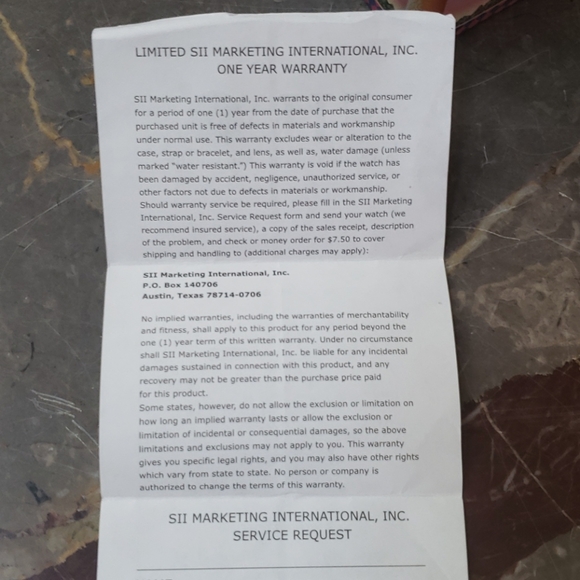 LIMITED SII MARKETING INTERNATIONAL, INC.
ONE YEAR WARRANTY
SII Marketing International, Inc. warrants to the original consumer
for a period of one (1) year from the date of purchase that the
purchased unit is free of defects in materials and workmanship
under normal use. This warranty excludes wear or alteration to the
case, strap or bracelet, and lens, as well as, water damage (unless
marked “water resistant.”) This warranty is void if the watch has
been damaged by accident, negligence, unauthorized service, or
other factors not due to defects in materials or workmanship.
Should warranty service be required, please fill in the SII Marketing
International, Inc. Service Request form and send your watch (we
recommend insured service), a copy of the sales receipt, description
of the problem, and check or money order for $7.50 to cover
shipping and handling to (additional charges may apply):
SII Marketing International, Inc.
P.O. Box 140706
Austin, Texas 78714-0706
No implied warranties, including the warranties of merchantability
and fitness, shall apply to this product for any period beyond the
one (1) year term of this written warranty. Under no circumstance
shall SII Marketing International, Inc. be liable for any incidental
damages sustained in connection with this product, and any
recovery may not be greater than the purchase price paid
for this product.
Some states, however, do not allow the exclusion or limitation on
how long an implied warranty lasts or allow the exclusion or
limitation of incidental or consequential damages, so the above
limitations and exclusions may not apply to you. This warranty
gives you specific legal rights, and you may also have other rights
which vary from state to state. No person or company is
authorized to change the terms of this warranty.
SII MARKETING INTERNATIONAL, INC.
SERVICE REQUEST